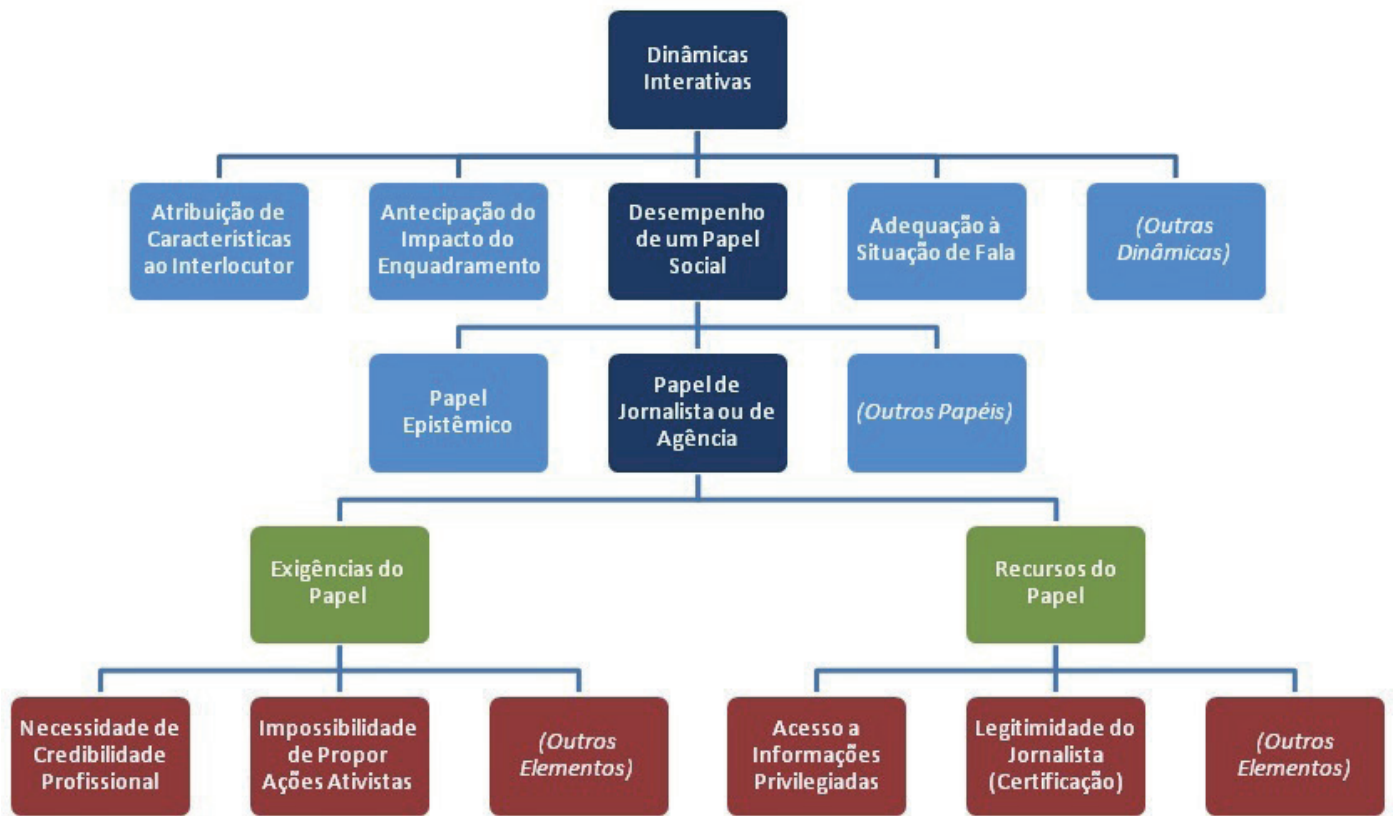 Dinâmicas
Interativas
Atribuição de
Características
ao Interlocutor
Antecipação do
Impacto do
Enquadramento
Desempenho
de um Papel
Social
Adequação à
Situação de Fala
(Outras
Dinâmicas)
Papel
Epistêmico
Papel de
Jornalista ou de
Agência
(Outros Papéis)
Exigências do
Papel
Recursos do
Papel
Necessidade de
Credibilidade
Profissional
Impossibilidade
de Propor
Ações Ativistas
(Outros
Elementos)
Acesso a
Informações
Privilegiadas
Legitimidade do
Jornalista
(Certificação)
(Outros
Elementos)